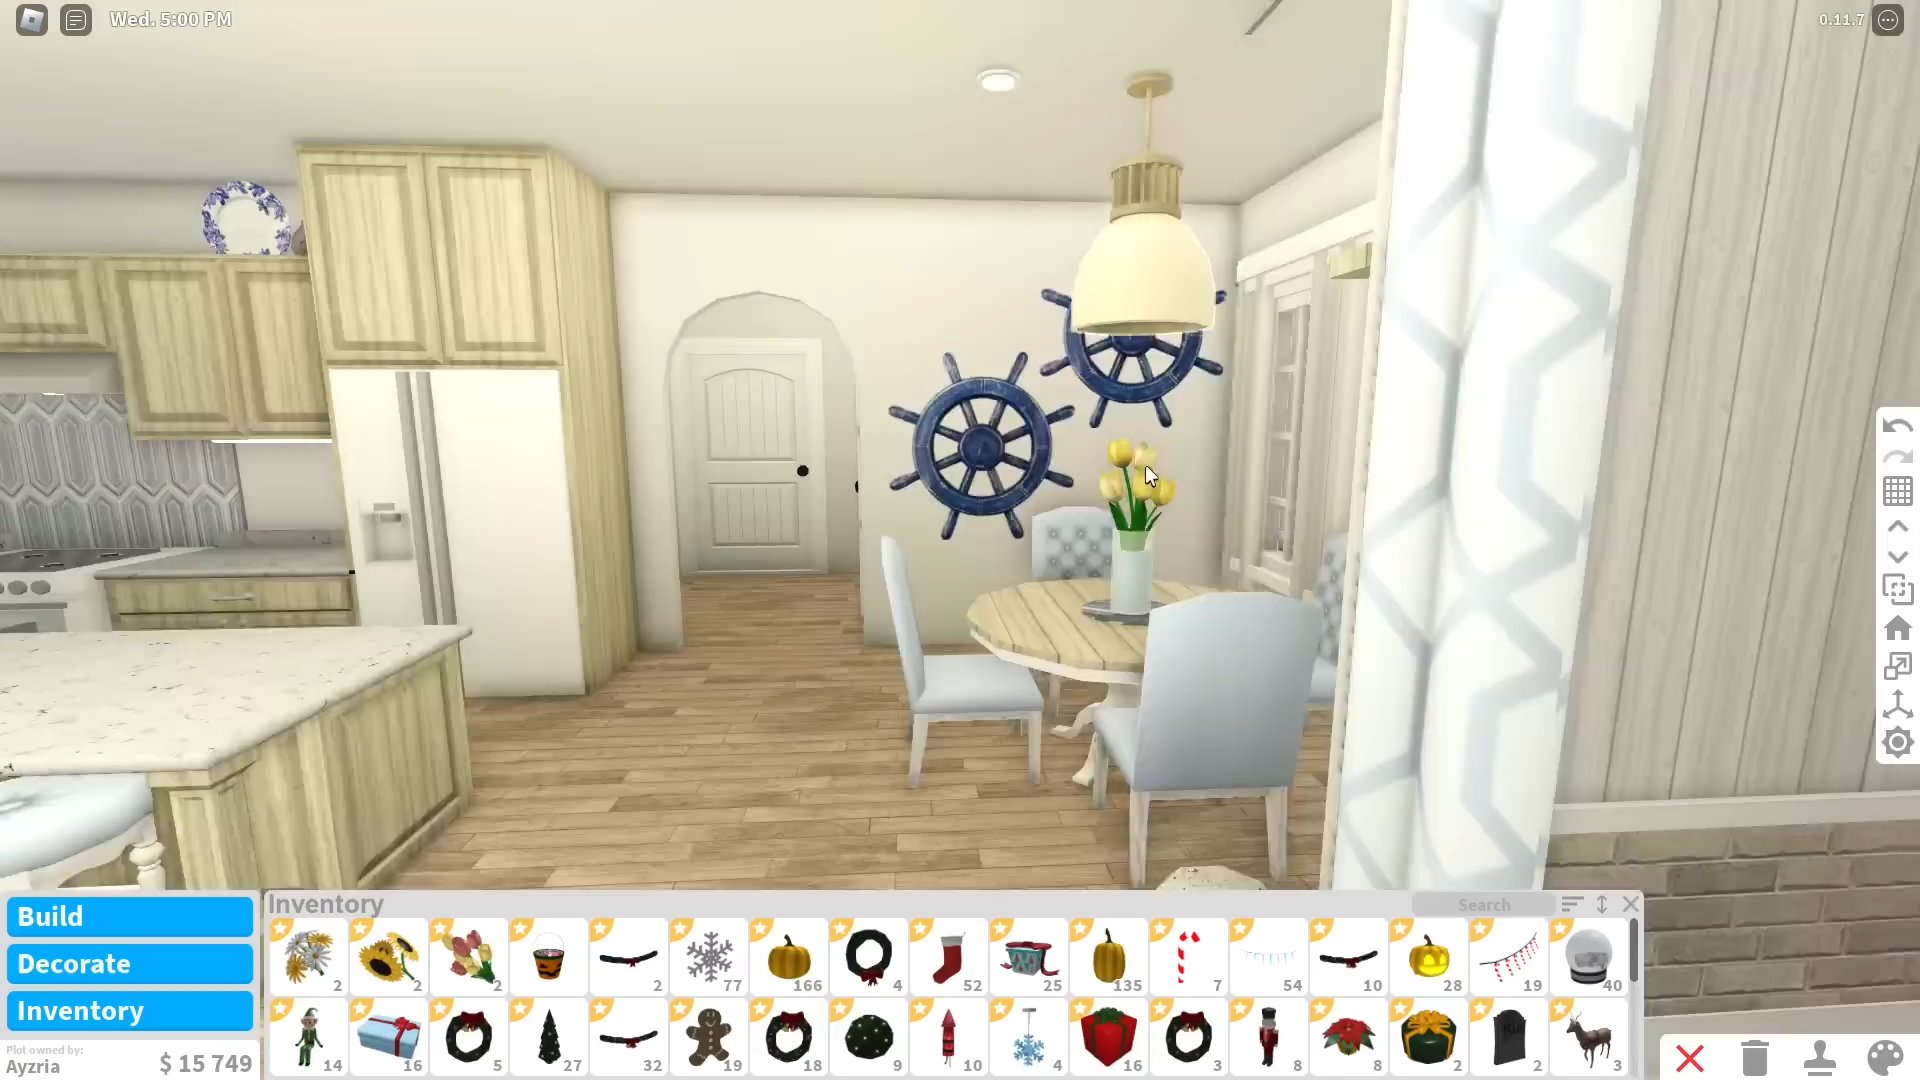 Wed. 5:00 PM
0.11.7
Build
Decorate
Inventory
Plot owned by:
Ayzria
$ 15 749
Inventory
Search
2 2 2 2 77 166 4 52 25 135 7 54 10 28 19 40
14 16 5 27 32 19 18 9 10 4 16 3 8 8 2 2 3